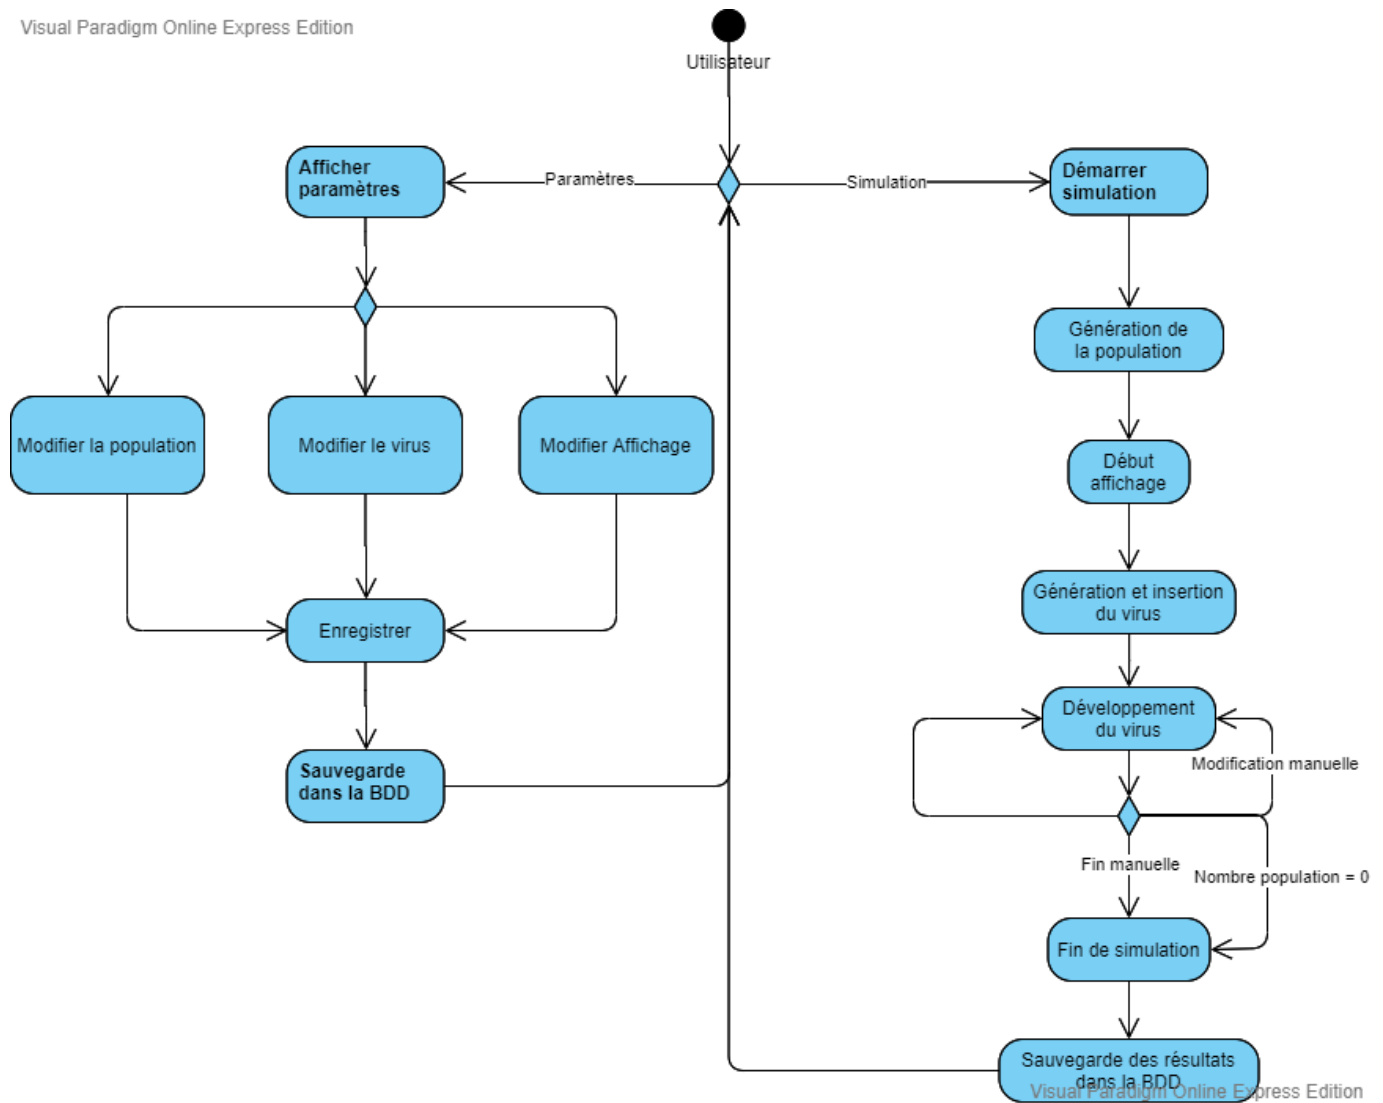 Visual Paradigm Online Express Edition
Utilisateur
Afficher
paramètres
Paramètres
Simulation
Démarrer
simulation
Génération de
la population
Modifier la population
Modifier le virus
Modifier Affichage
Début
affichage
Génération et insertion
du virus
Enregistrer
Développement
du virus
Modification manuelle
Sauvegarde
dans la BDD
Fin manuelle
Nombre population = 0
Fin de simulation
Sauvegarde des résultats
dans la BDD
Visual Paradigm Online Express Edition